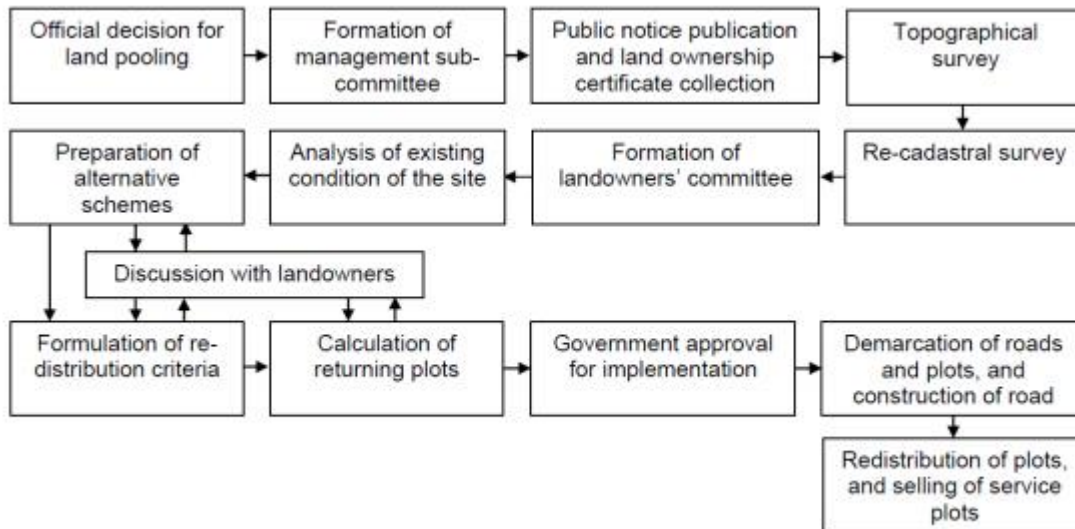 Official decision for
land pooling
Formation of
management sub-
committee
Public notice publication
and land ownership
certificate collection
Topographical
survey
Preparation of
alternative
schemes
Analysis of existing
condition of the site
Formation of
landowners' committee
Re-cadastral survey
Discussion with landowners
Formulation of re-
distribution criteria
Calculation of
returning plots
Government approval
for implementation
Demarcation of roads
and plots, and
construction of road
Redistribution of plots,
and selling of service
plots